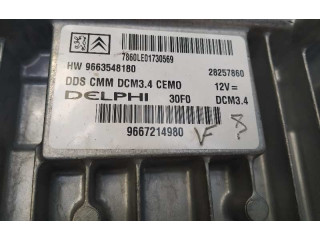 7860LE01730569
HW 9663548180 28257860
DDS CMM DCM3.4 CEMO 12V=
DELPHI 30F0 DCM3.4
9667214980